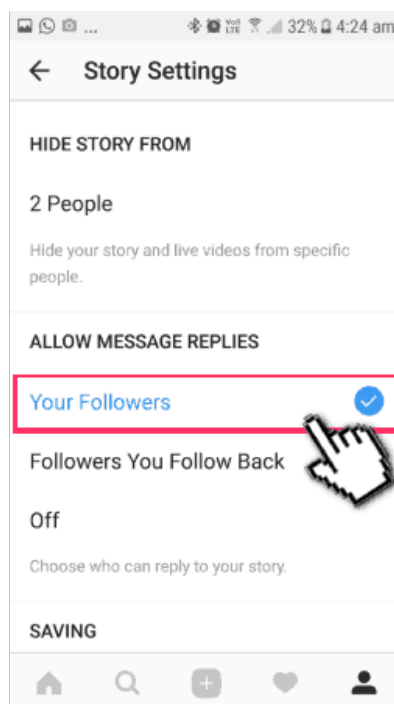 ... 32% 4:24 am
Story Settings
HIDE STORY FROM
2 People
Hide your story and live videos from specific
people.
ALLOW MESSAGE REPLIES
Your Followers
Followers You Follow Back
Off
Choose who can reply to your story.
SAVING